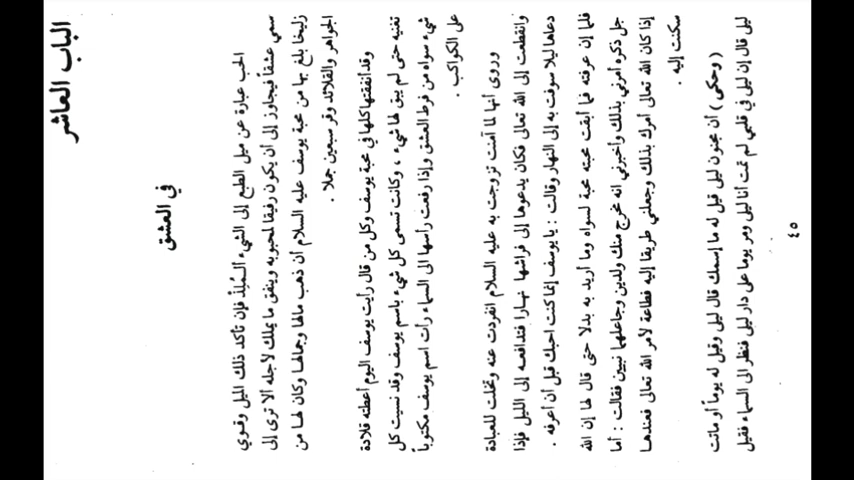 الباب العاشر
في العشق
الحب عبارة عن ميل الطبع إلى الشيء المُلِذّ فإن تأكد ذلك الميل وقوي
سمي عشقاً فيجاوز إلى أن يكون رقيقا لمحبوبه وينفق ما يملك لأجله ألا ترى إلى
زليخا بلغ بها من محبة يوسف عليه السلام أن ذهب مالها وجمالها وكان لها من
الجواهر والقلائد وقر سبعين جملا .
وقد أنفقتها كلها في محبة يوسف وكل من قال رأيت يوسف اليوم أعطته قلادة
تغنيه حتى لم يبق لها شيء ، وكانت تسمى كل شيء باسم يوسف وقد نسيت كل
شيء سواه من فرط العشق وإذا رفعت رأسها الى السماء رأت اسم يوسف مكتوباً
على الكواكب .
وروى أنها لما آمنت تزوجت به عليه السلام انفردت عنه وتخلت للعبادة
وانقطعت إلى الله تعالى فكان يدعوها إلى فراشها نهارا فتدافعه إلى الليل فإذا
دعاها ليلا سوفت به إلى النهار وقالت : يا يوسف إنما كنت احبك قبل أن أعرفه .
فلما إن عرفته فما أبقت محبته محبة لسواه وما أريد به بدلا حتى قال لها إن الله
جل ذكره أمرني بذلك وأخبرني انه مخرج منك ولدين وجاعلهما نبيين فقالت : أما
إذا كان الله تعالى أمرك بذلك وجعلني طريقا إليه فطاعة لأمر الله تعالى فعندها
سكنت إليه .
( وحكى ) أن مجنون ليلى قيل له ما إسمك قال ليلى وقيل له يوماً أو ماتت
ليلى قال إن ليلى في قلبي لم تمت أنا ليلى ومر يوما على دار ليلى فنظر الى السماء فقيل
٤٥